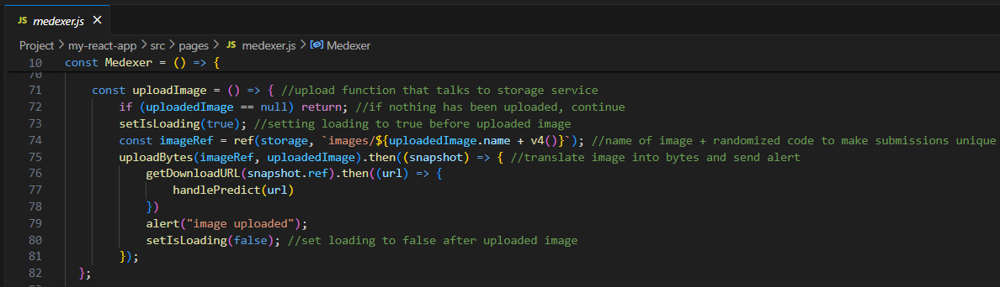 JS medexer.js ×
Project > my-react-app > src > pages > JS medexer.js > Medexer
10 const Medexer = () => {
70
71 const uploadImage = () => { //upload function that talks to storage service
72 if (uploadedImage == null) return; //if nothing has been uploaded, continue
73 setIsLoading(true); //setting loading to true before uploaded image
74 const imageRef = ref(storage, `images/${uploadedImage.name + v4()}`); //name of image + randomized code to make submissions unique
75 uploadBytes(imageRef, uploadedImage).then((snapshot) => { //translate image into bytes and send alert
76 getDownloadURL(snapshot.ref).then((url) => {
77 handlePredict(url)
78 })
79 alert("image uploaded");
80 setIsLoading(false); //set loading to false after uploaded image
81 });
82 };